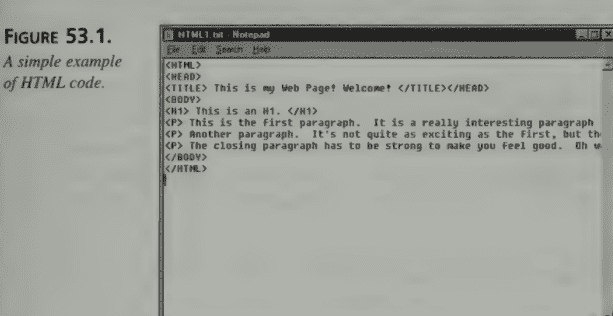 FIGURE 53.1.
A simple example
of HTML code.
HTML1.txt - Notepad
File Edit Search Help
<HTML>
<HEAD>
<TITLE> This is my Web Page! Welcome! </TITLE></HEAD>
<BODY>
<H1> This is an H1. </H1>
<P> This is the first paragraph.  It is a really interesting paragraph
<P> Another paragraph.  It's not quite as exciting as the first, but th
<P> The closing paragraph has to be strong to make you feel good.  Oh w
</BODY>
</HTML>